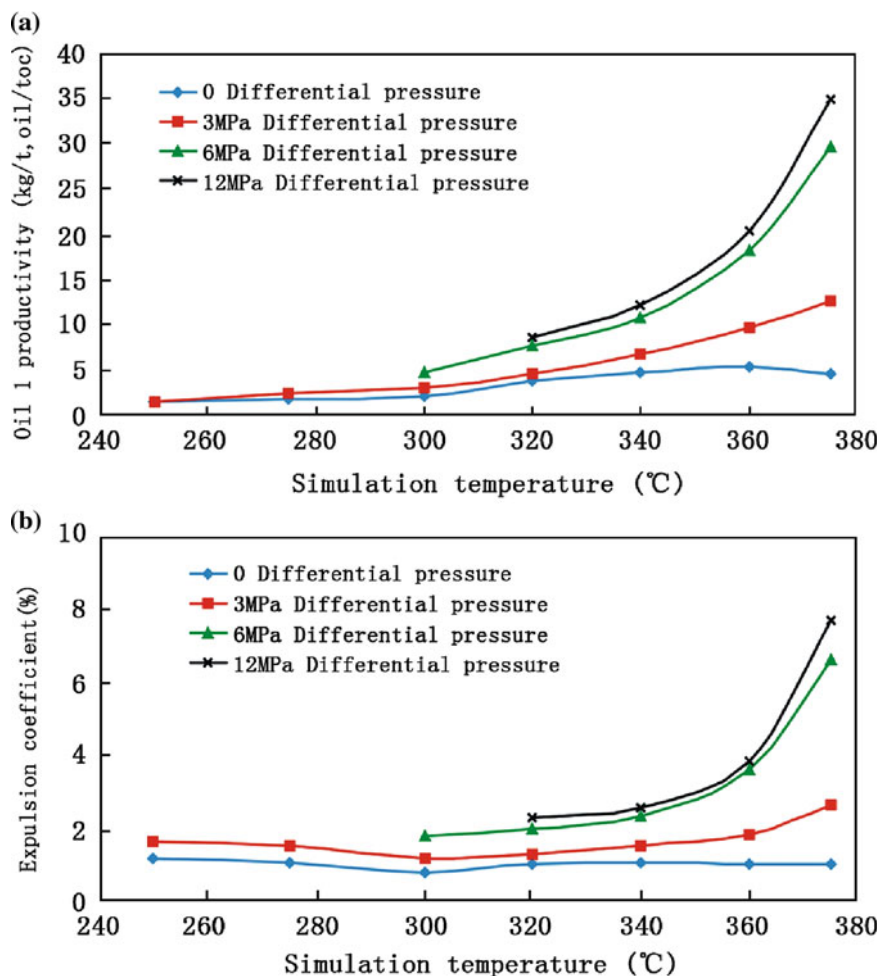 (a)
Oil 1 productivity (kg/t,oil/toc)
40
35
30
25
20
15
10
5
0
0 Differential pressure
3MPa Differential pressure
6MPa Differential pressure
12MPa Differential pressure
240 260 280 300 320 340 360 380
Simulation temperature (℃)
(b)
Expulsion coefficient(%)
10
8
6
4
2
0
0 Differential pressure
3MPa Differential pressure
6MPa Differential pressure
12MPa Differential pressure
240 260 280 300 320 340 360 380
Simulation temperature (℃)